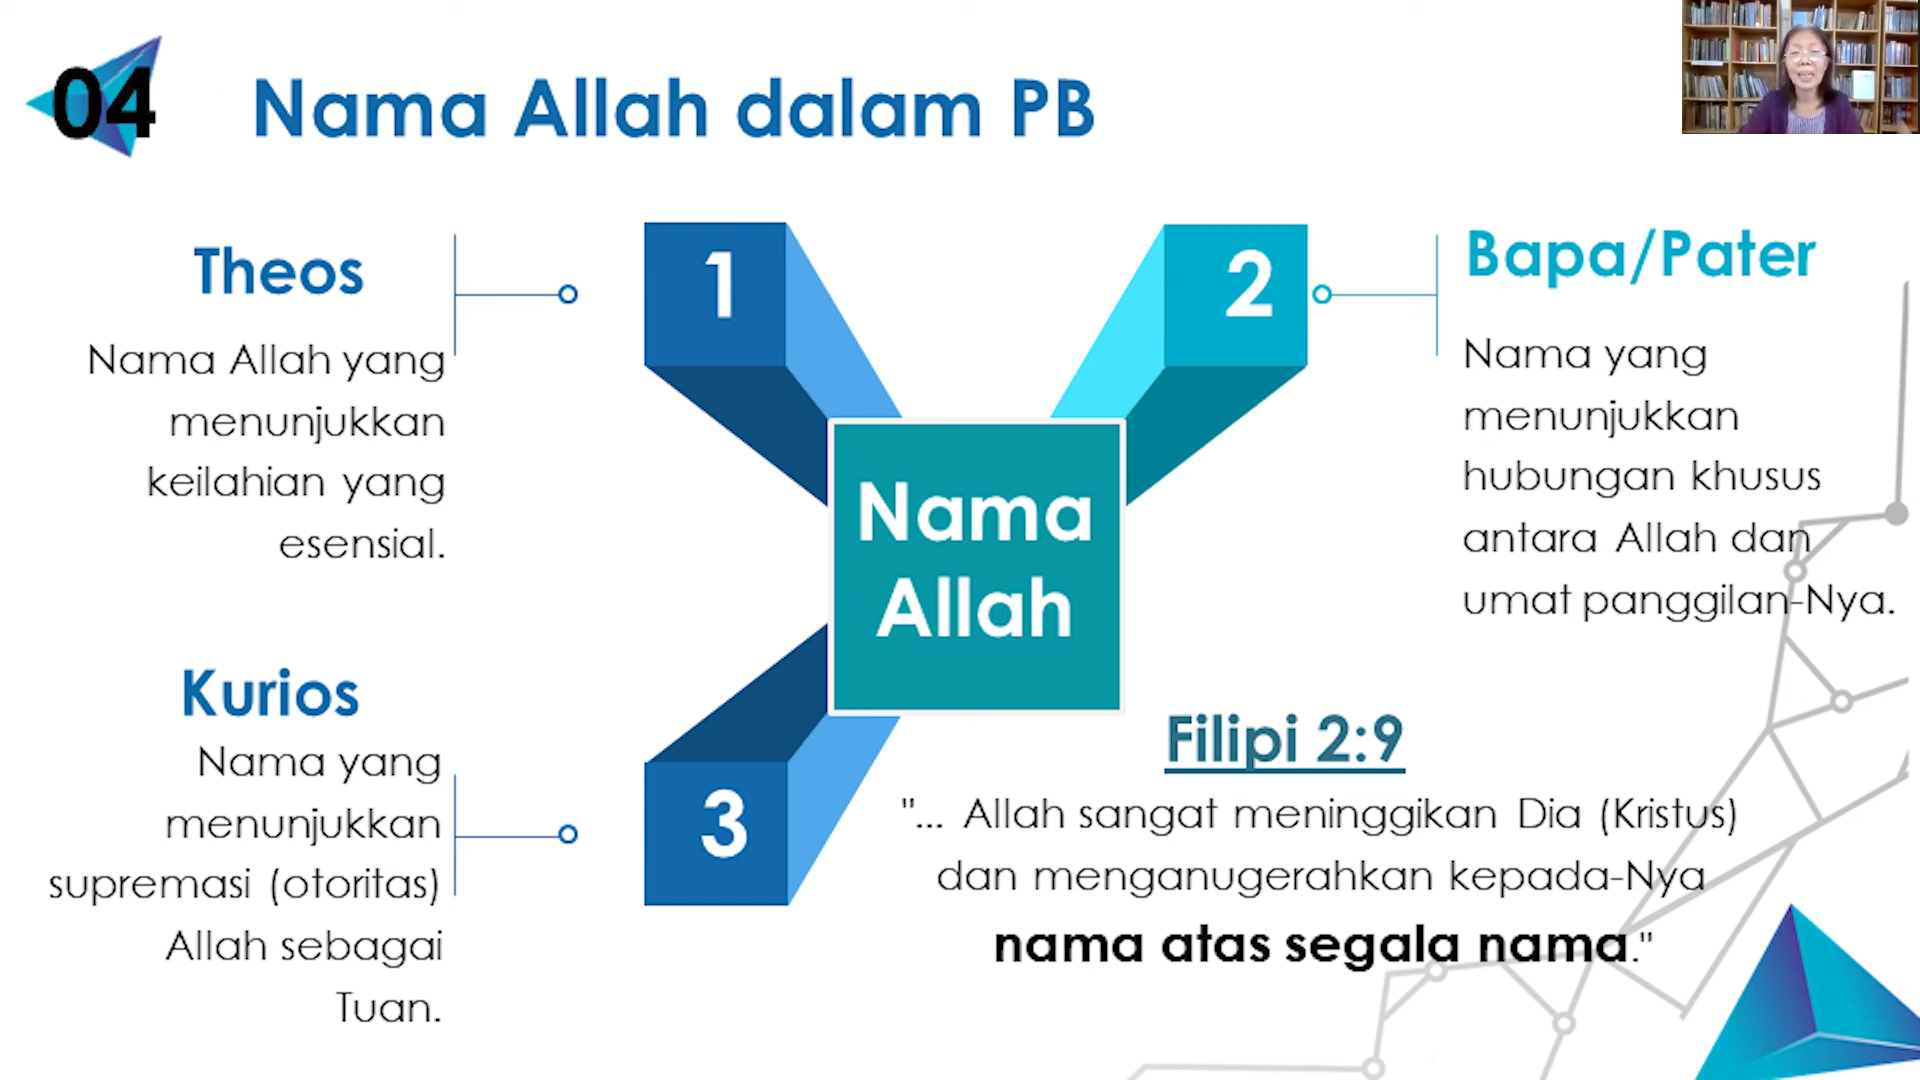 04
Nama Allah dalam PB
Theos
Nama Allah yang
menunjukkan
keilahian yang
esensial.
1
2
Bapa/Pater
Nama yang
menunjukkan
hubungan khusus
antara Allah dan
umat panggilan-Nya.
Nama
Allah
Kurios
Nama yang
menunjukkan
supremasi (otoritas)
Allah sebagai
Tuan.
3
Filipi 2:9
"... Allah sangat meninggikan Dia (Kristus)
dan menganugerahkan kepada-Nya
nama atas segala nama."